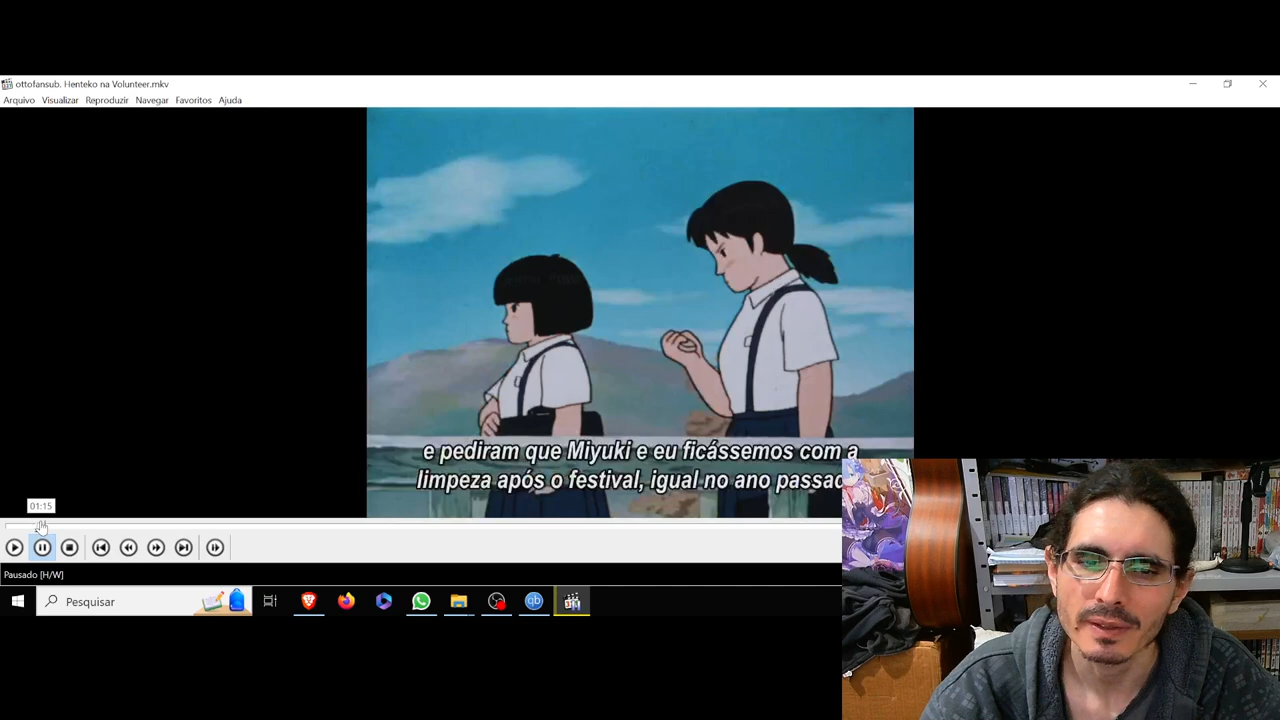 ottofansub. Henteko na Volunteer.mkv
Arquivo Visualizar Reproduzir Navegar Favoritos Ajuda
e pediram que Miyuki e eu ficássemos com a
limpeza após o festival, igual no ano
01:15
Pausado [H/W]
Pesquisar
qb